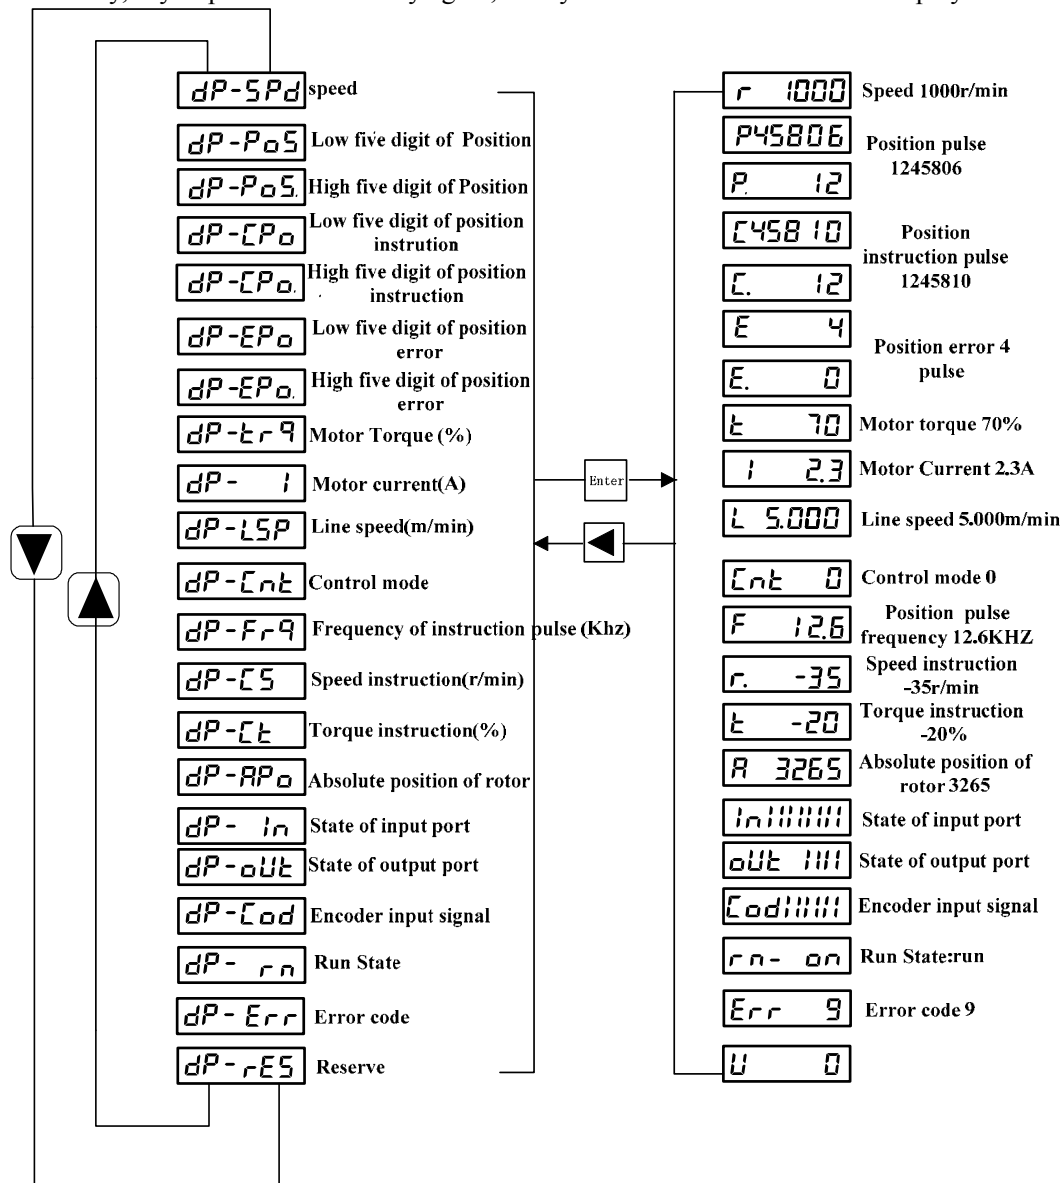 dP-SPd speed
dP-PoS Low five digit of Position
dP-PoS. High five digit of Position
dP-CPo Low five digit of position
instrution
dP-CPo. High five digit of position
instruction
dP-EPo Low five digit of position
error
dP-EPo. High five digit of position
error
dP-trq Motor Torque (%)
dP- I Motor current(A)
dP-LSP Line speed(m/min)
dP-Cnt Control mode
dP-Frq Frequency of instruction pulse (Khz)
dP-CS Speed instruction(r/min)
dP-Ct Torque instruction(%)
dP-APo Absolute position of rotor
dP- In State of input port
dP-oUt State of output port
dP-Cod Encoder input signal
dP- rn Run State
dP-Err Error code
dP-rES Reserve
Enter
r 1000 Speed 1000r/min
P45806
P. 12
Position pulse
1245806
C45810
C. 12
Position
instruction pulse
1245810
E 4
E. 0
Position error 4
pulse
t 70 Motor torque 70%
I 2.3 Motor Current 2.3A
L 5.000 Line speed 5.000m/min
Cnt 0 Control mode 0
F 12.6 Position pulse
frequency 12.6KHZ
r. -35 Speed instruction
-35r/min
t -20 Torque instruction
-20%
A 3265 Absolute position of
rotor 3265
In State of input port
oUt State of output port
Cod Encoder input signal
rn- on Run State:run
Err 9 Error code 9
U 0